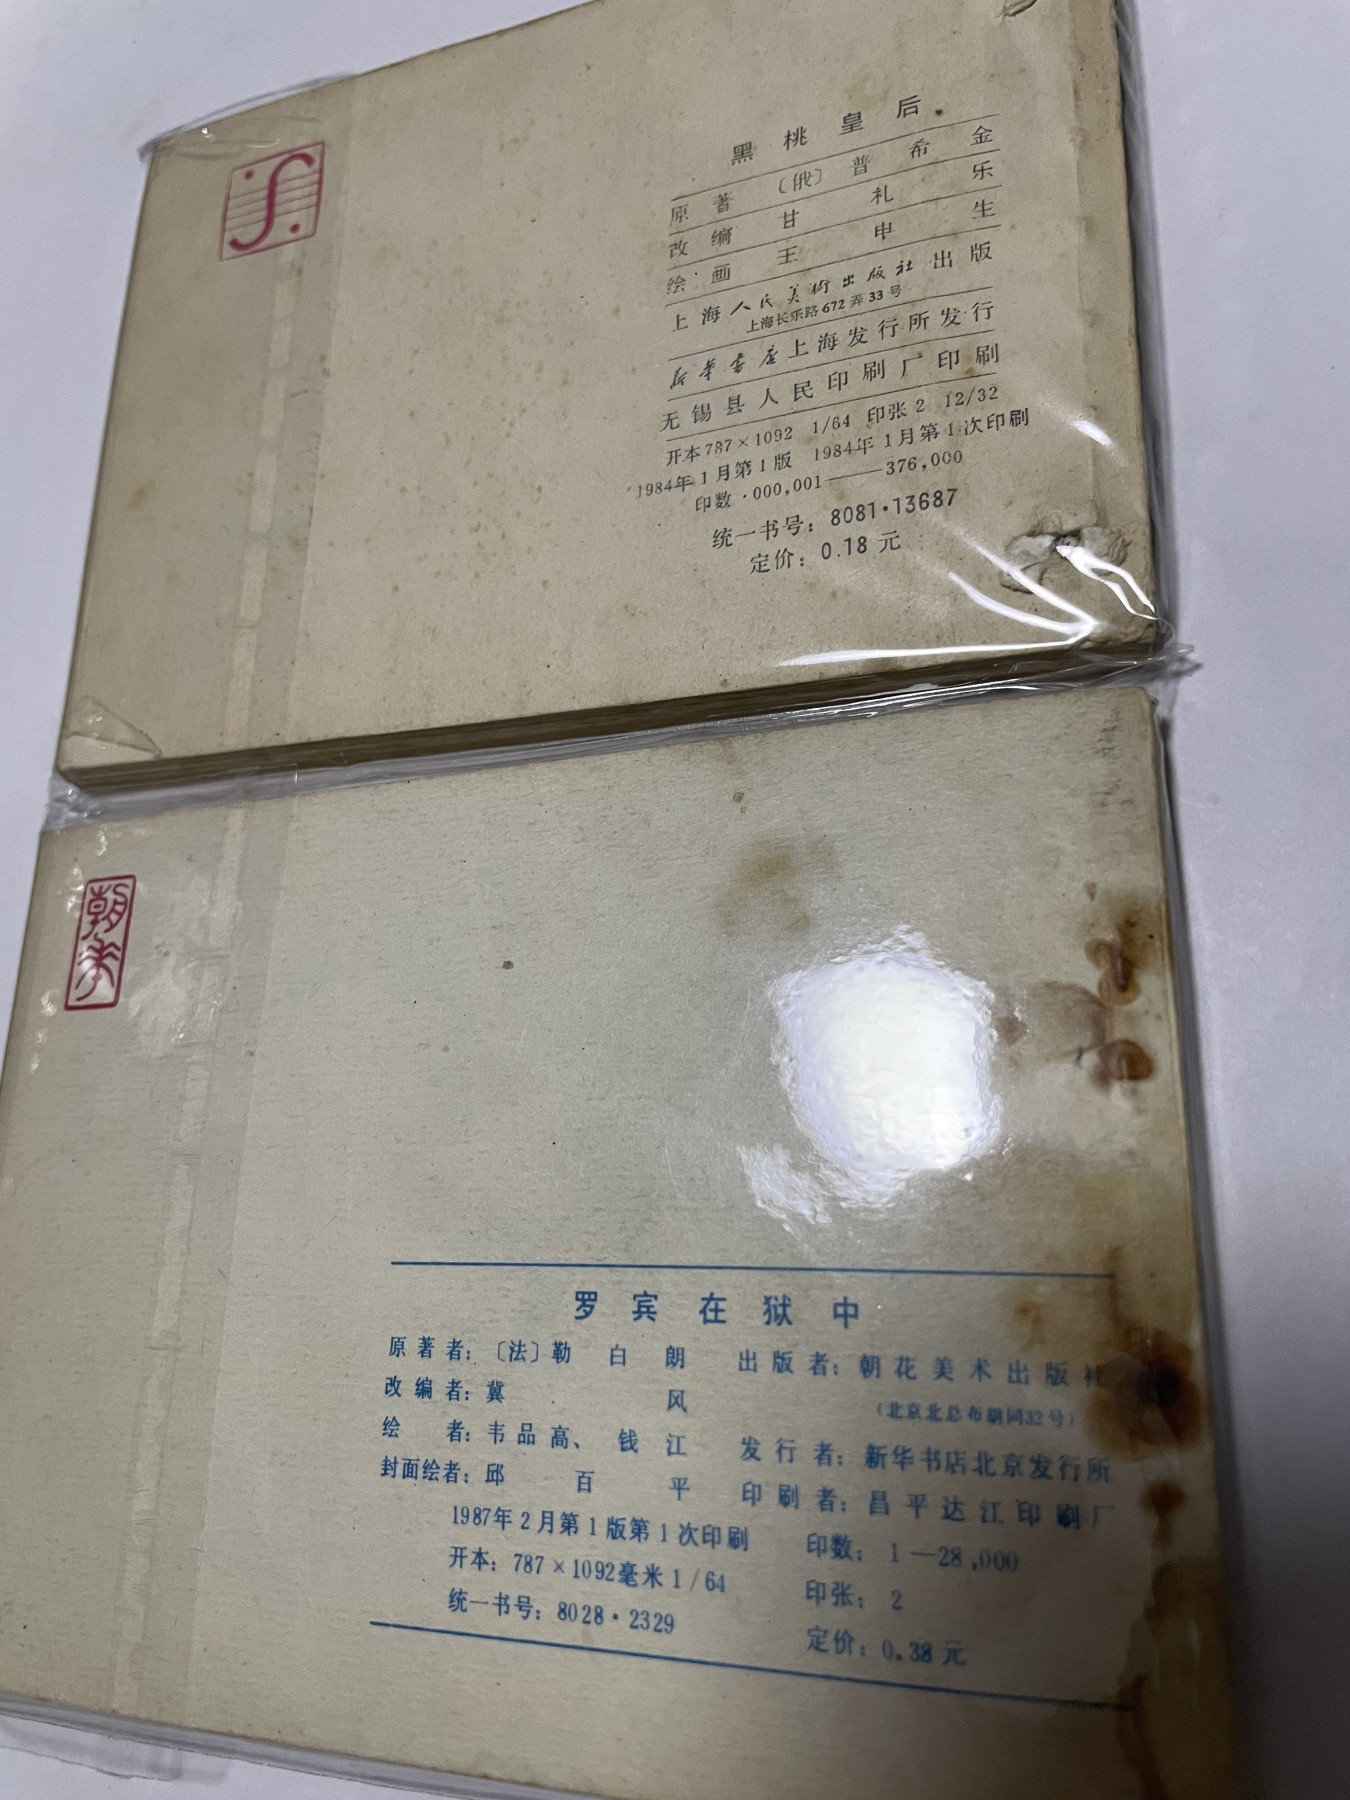 黑桃皇后
原著 〔俄〕普希金
改编 甘礼乐
绘画 王申生
上海人民美術出版社出版
上海长乐路672弄33号
新华书店上海发行所发行
无锡县人民印刷厂印刷
开本787×1092 1/64 印张2 12/32
1984年1月第1版 1984年1月第1次印刷
印数·000,001——376,000
统一书号：8081·13687
定价：0.18 元
朝花
罗宾在狱中
原著者：〔法〕勒白朗 出版者：朝花美术出版社
改编者：冀风 （北京北总布胡同32号）
绘者：韦品高、钱江 发行者：新华书店北京发行所
封面绘者：邱百平 印刷者：昌平达江印刷厂
1987年2月第1版第1次印刷 印数：1—28,000
开本：787×1092毫米1/64 印张：2
统一书号：8028·2329 定价：0.38元